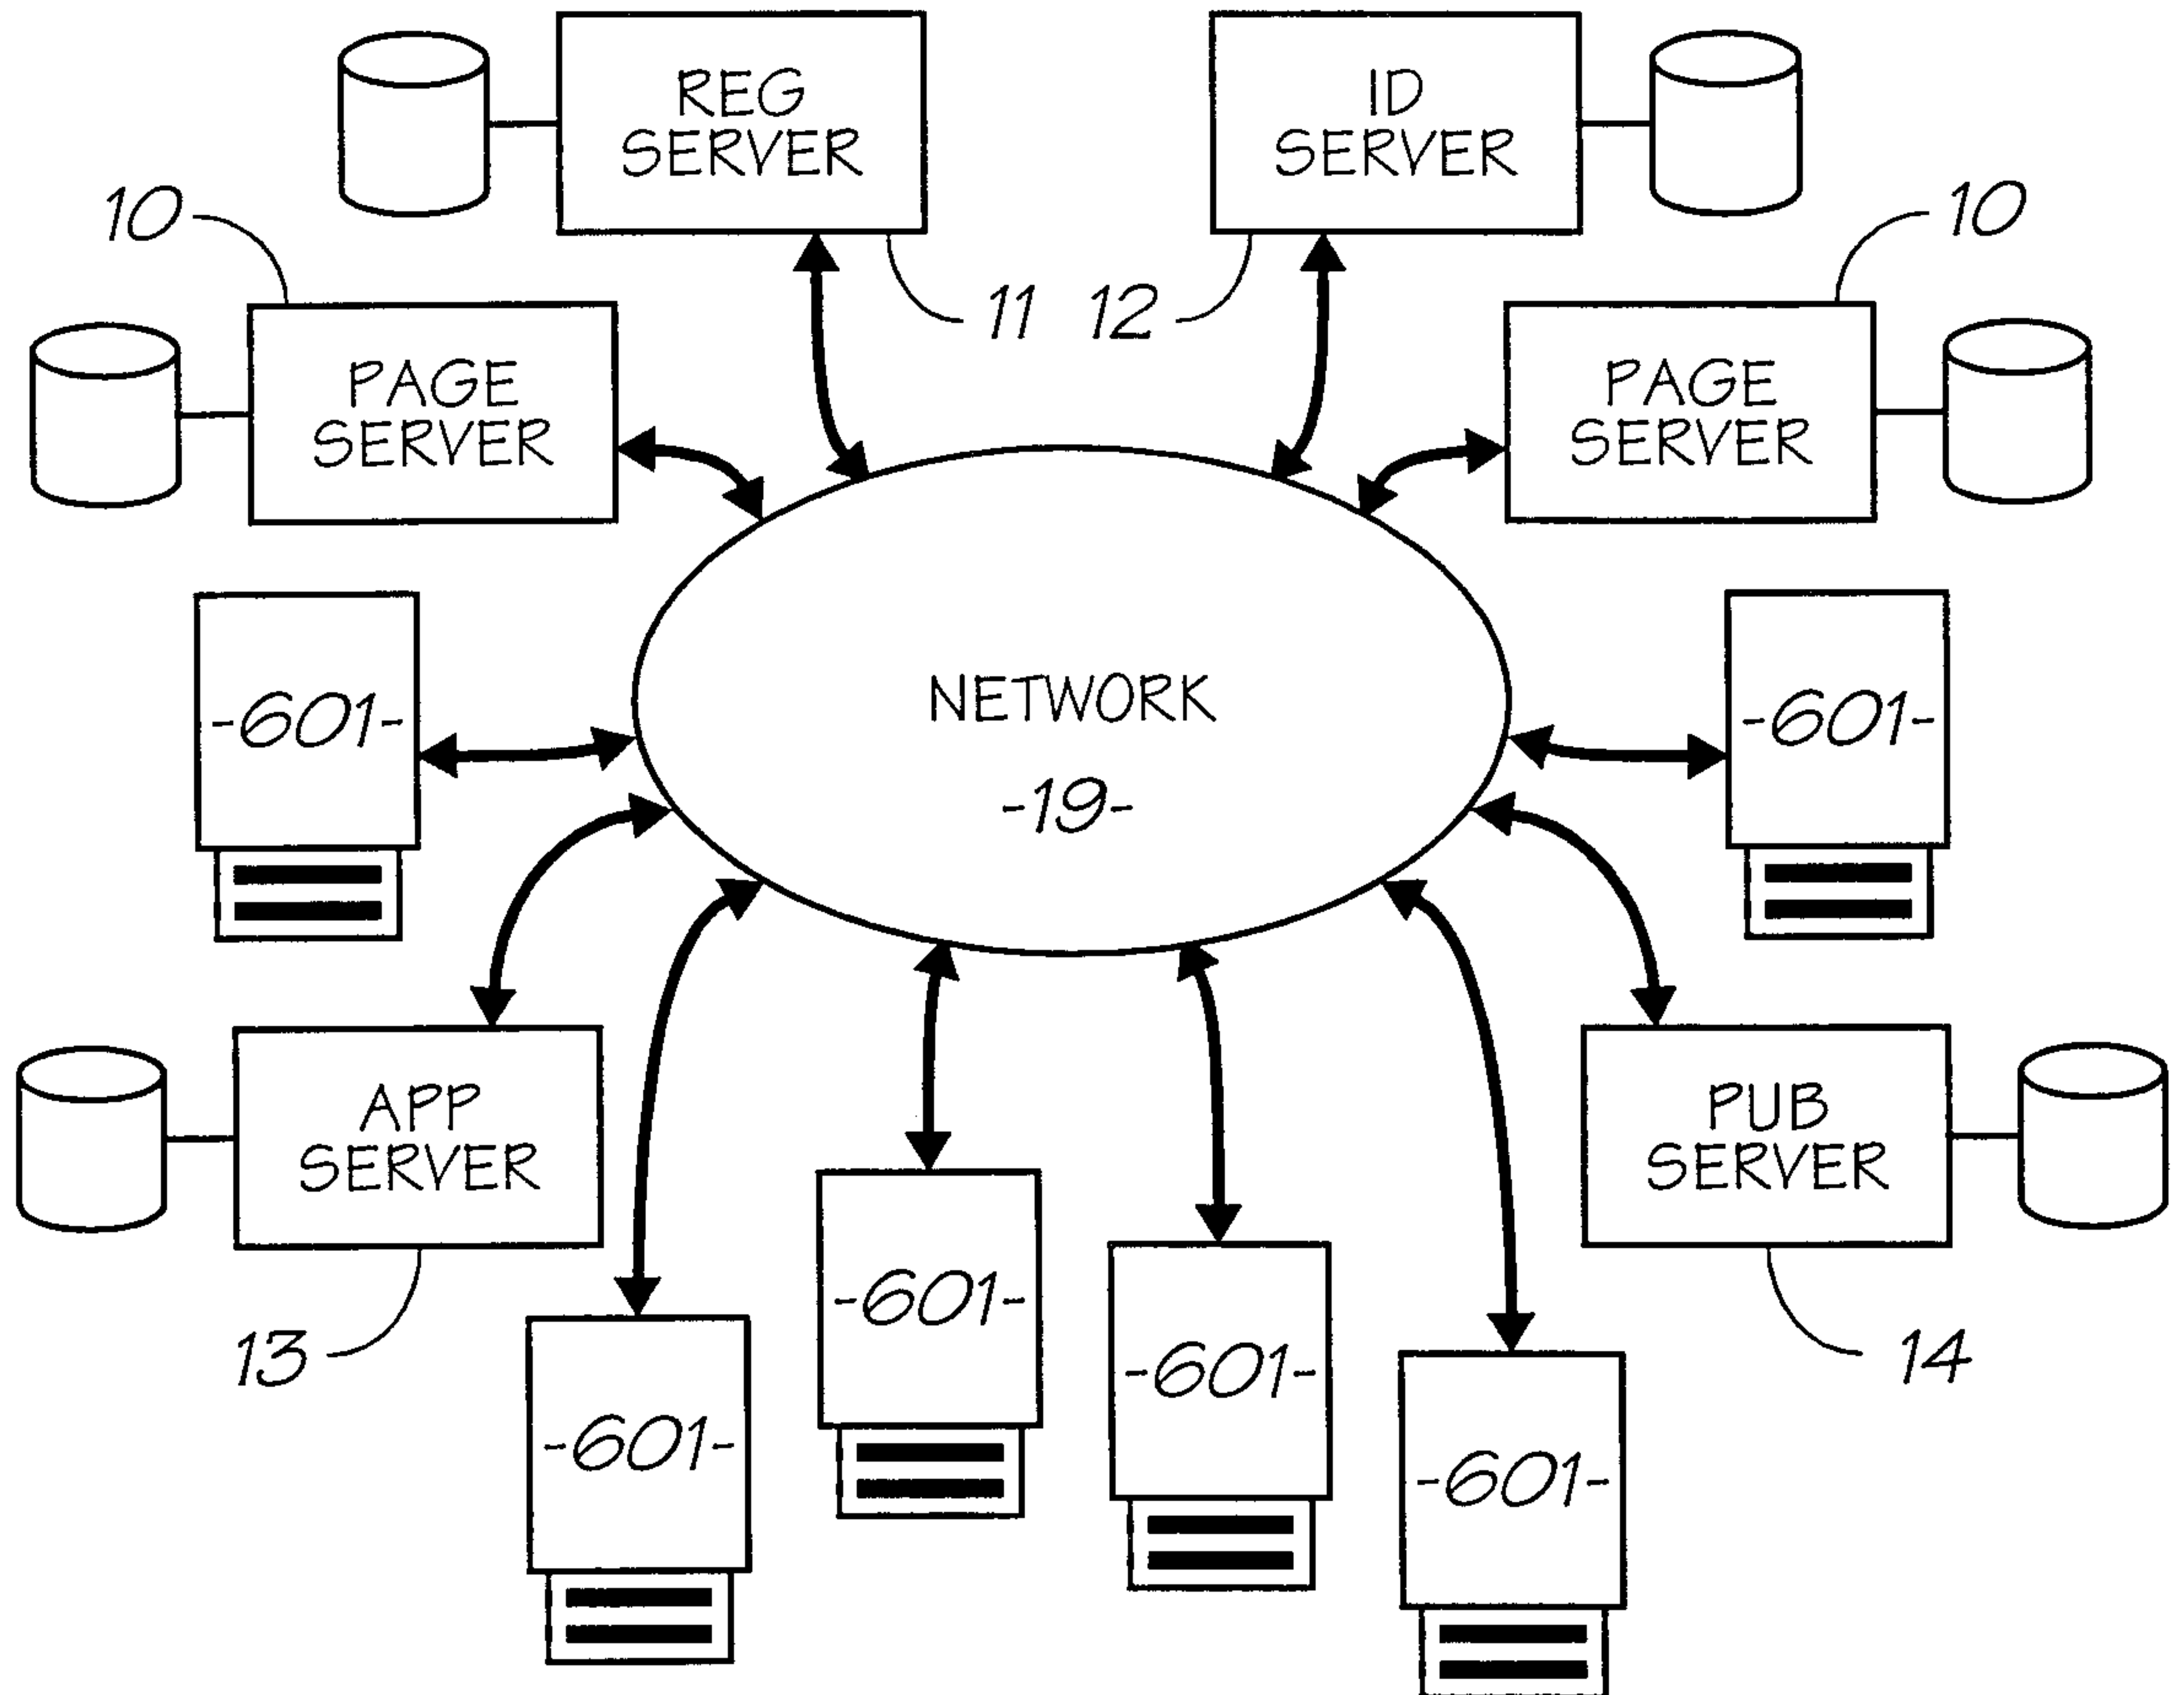 REG
SERVER
ID
SERVER
10
10
11
12
PAGE
SERVER
PAGE
SERVER
-601-
NETWORK
-19-
-601-
APP
SERVER
PUB
SERVER
13
-601-
-601-
-601-
-601-
14